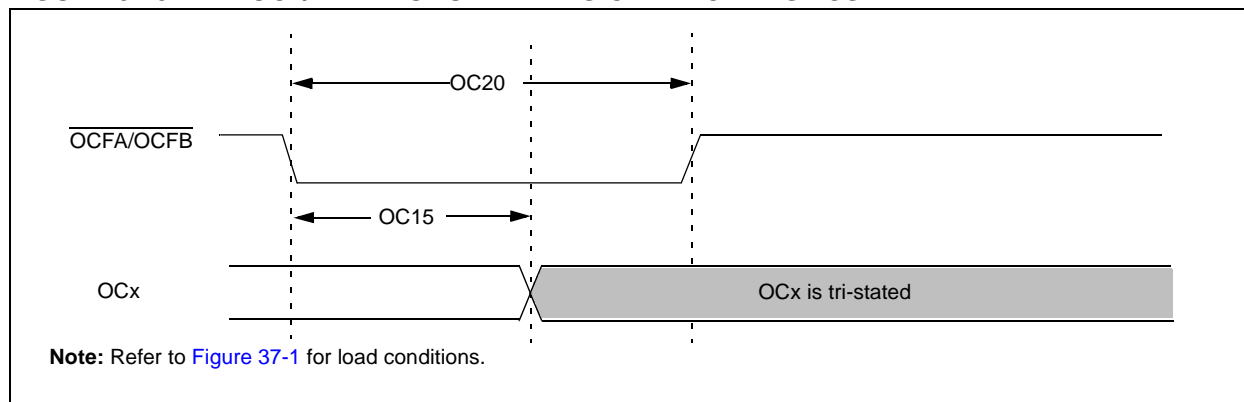 OC20
OCFA/OCFB
OC15
OCx
OCx is tri-stated
Note: Refer to Figure 37-1 for load conditions.